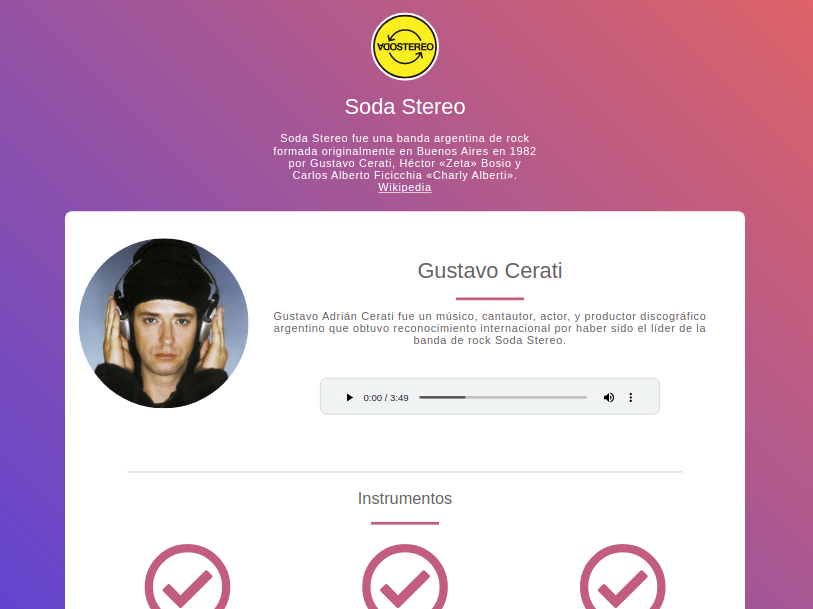 ADOSTEREO
Soda Stereo
Soda Stereo fue una banda argentina de rock
formada originalmente en Buenos Aires en 1982
por Gustavo Cerati, Héctor «Zeta» Bosio y
Carlos Alberto Ficicchia «Charly Alberti».
Wikipedia
Gustavo Cerati
Gustavo Adrián Cerati fue un músico, cantautor, actor, y productor discográfico
argentino que obtuvo reconocimiento internacional por haber sido el líder de la
banda de rock Soda Stereo.
0:00 / 3:49
Instrumentos